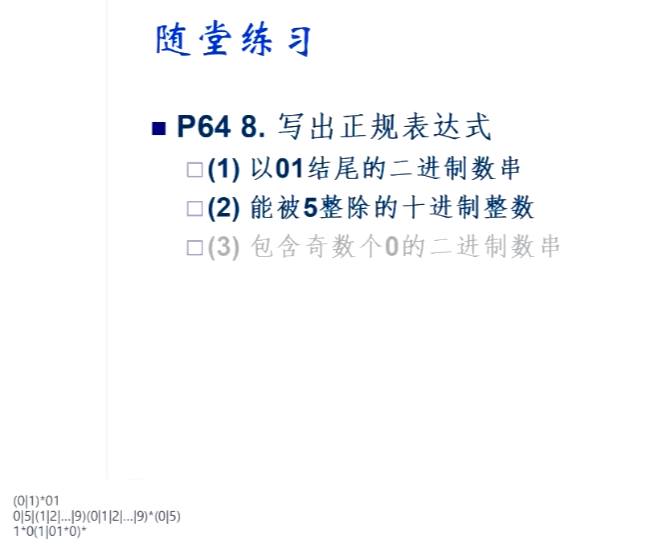 随堂练习
P64 8. 写出正规表达式
(1) 以01结尾的二进制数串
(2) 能被5整除的十进制整数
(3) 包含奇数个0的二进制数串
(0|1)*01
0|5|(1|2|...|9)(0|1|2|...|9)*(0|5)
1*0(1|01*0)*